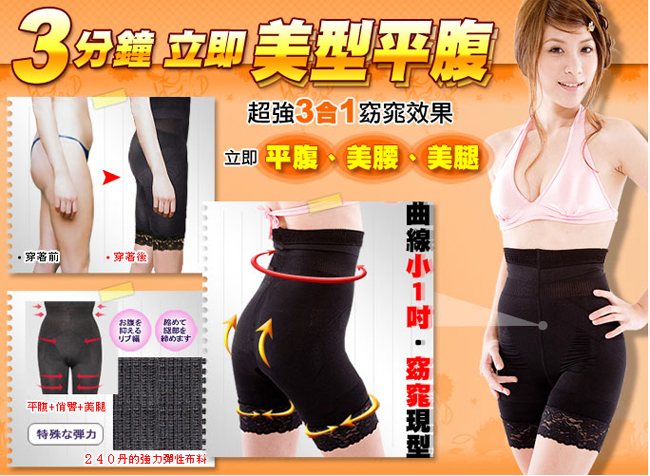 3分鐘 立即 美型平腹
超強3合1窈窕效果
立即 平腹、美腰、美腿
• 穿著前
• 穿著後
曲線小1吋・窈窕現型
お腹を
抑える
リブ編
締めて
腿部を
締めます
平腹+俏臀+美腿
特殊な弾力
240丹的強力彈性布料